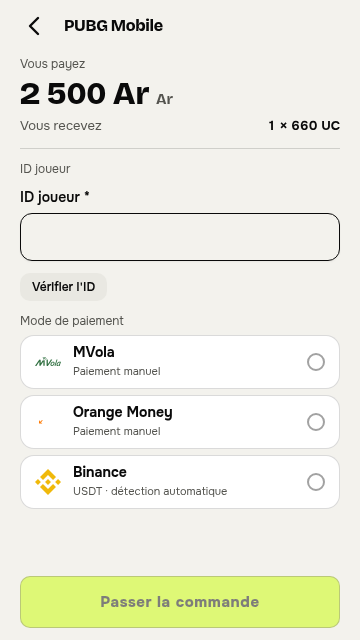 PUBG Mobile
Vous payez
2 500 Ar Ar
Vous recevez 1 × 660 UC
ID joueur
ID joueur *
Vérifier l'ID
Mode de paiement
MVola
MVola
Paiement manuel
Orange Money
Paiement manuel
Binance
USDT · détection automatique
Passer la commande